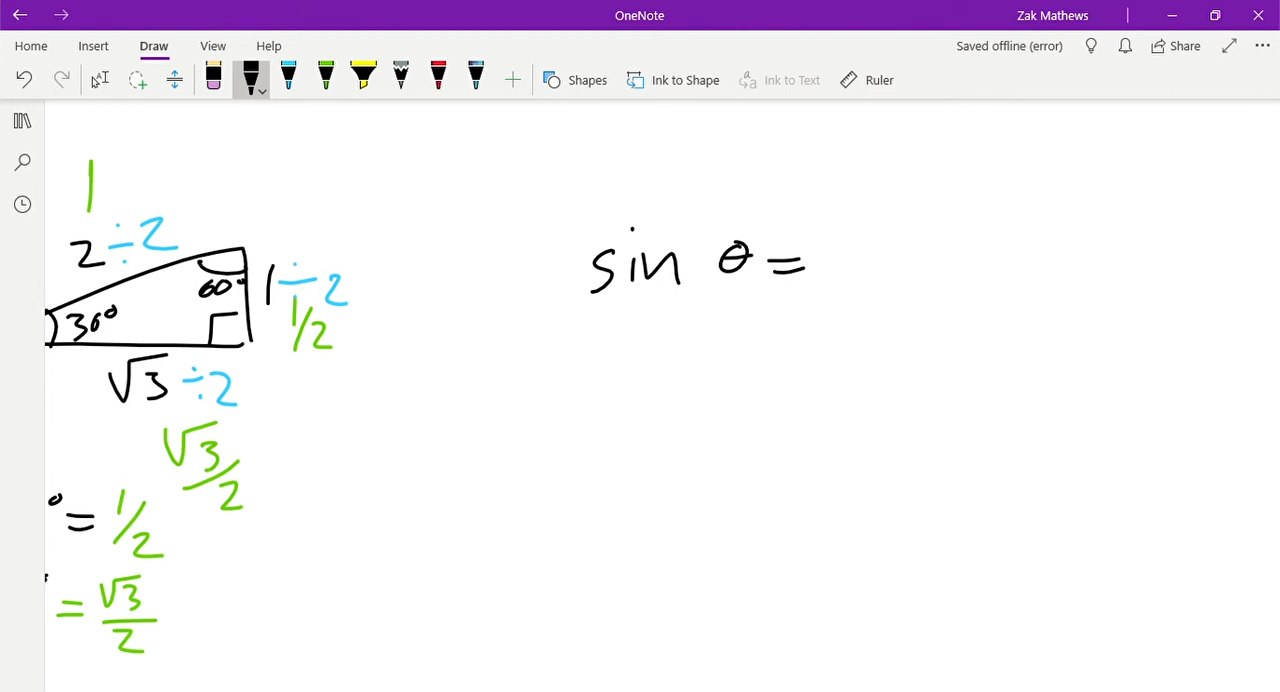 OneNote
Zak Mathews
Home Insert Draw View Help
Saved offline (error)
Share
Shapes
Ink to Shape
Ink to Text
Ruler
1
2 ÷2
60°
30°
1 ÷ 2
1/2
√3 ÷2
√3/2
° = 1/2
= √3/2
sin θ =